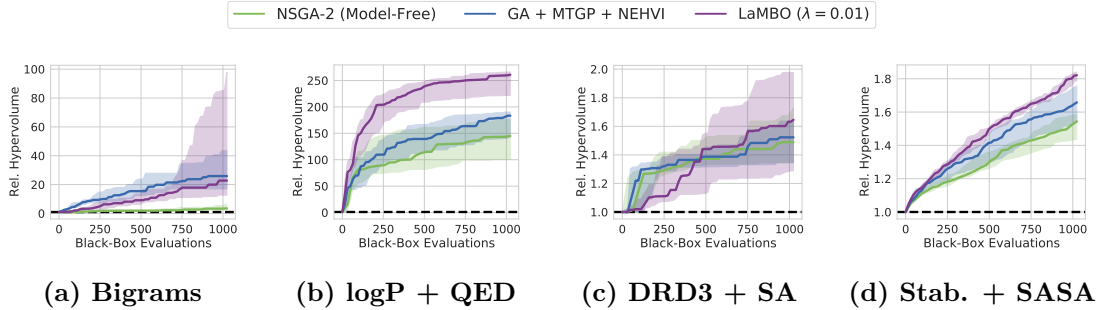 NSGA-2 (Model-Free) GA + MTGP + NEHVI LaMBO (λ = 0.01)
Rel. Hypervolume
100
80
60
40
20
0
0 250 500 750 1000
Black-Box Evaluations
(a) Bigrams
Rel. Hypervolume
250
200
150
100
50
0
0 250 500 750 1000
Black-Box Evaluations
(b) logP + QED
Rel. Hypervolume
2.0
1.8
1.6
1.4
1.2
1.0
0 250 500 750 1000
Black-Box Evaluations
(c) DRD3 + SA
Rel. Hypervolume
1.8
1.6
1.4
1.2
1.0
0 250 500 750 1000
Black-Box Evaluations
(d) Stab. + SASA